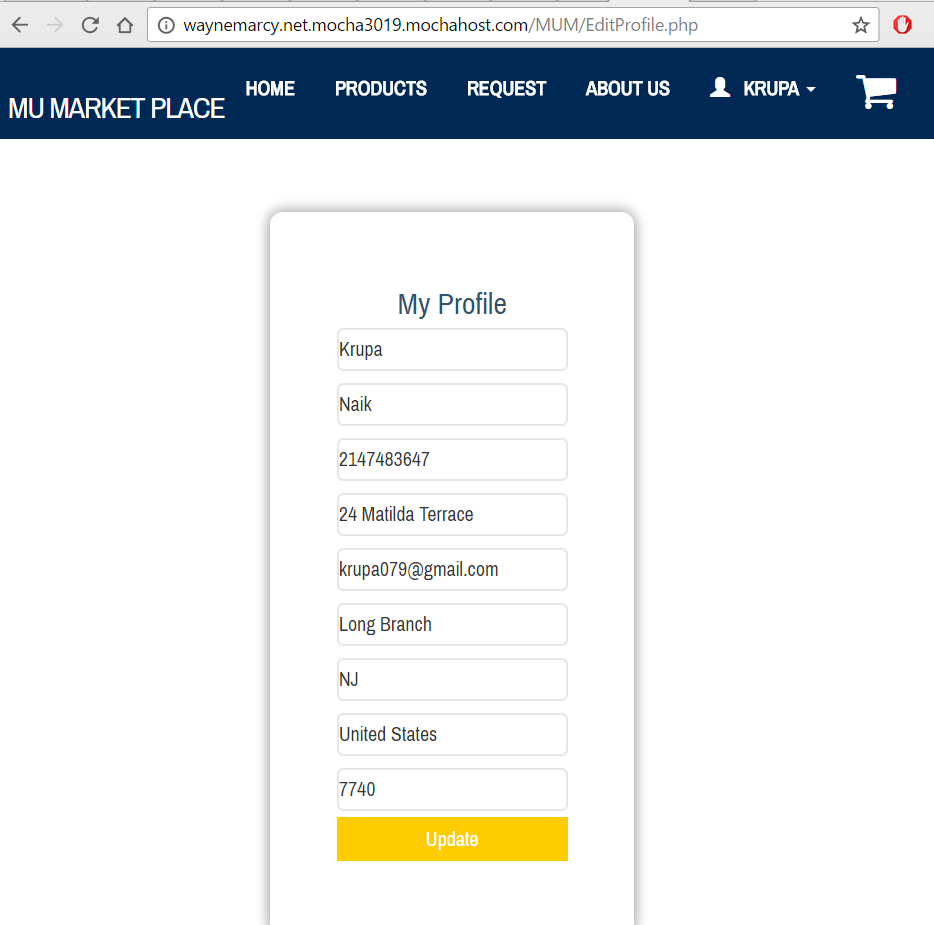 waynemarcy.net.mocha3019.mochahost.com/MUM/EditProfile.php
MU MARKET PLACE HOME PRODUCTS REQUEST ABOUT US KRUPA
My Profile
Krupa
Naik
2147483647
24 Matilda Terrace
krupa079@gmail.com
Long Branch
NJ
United States
7740
Update